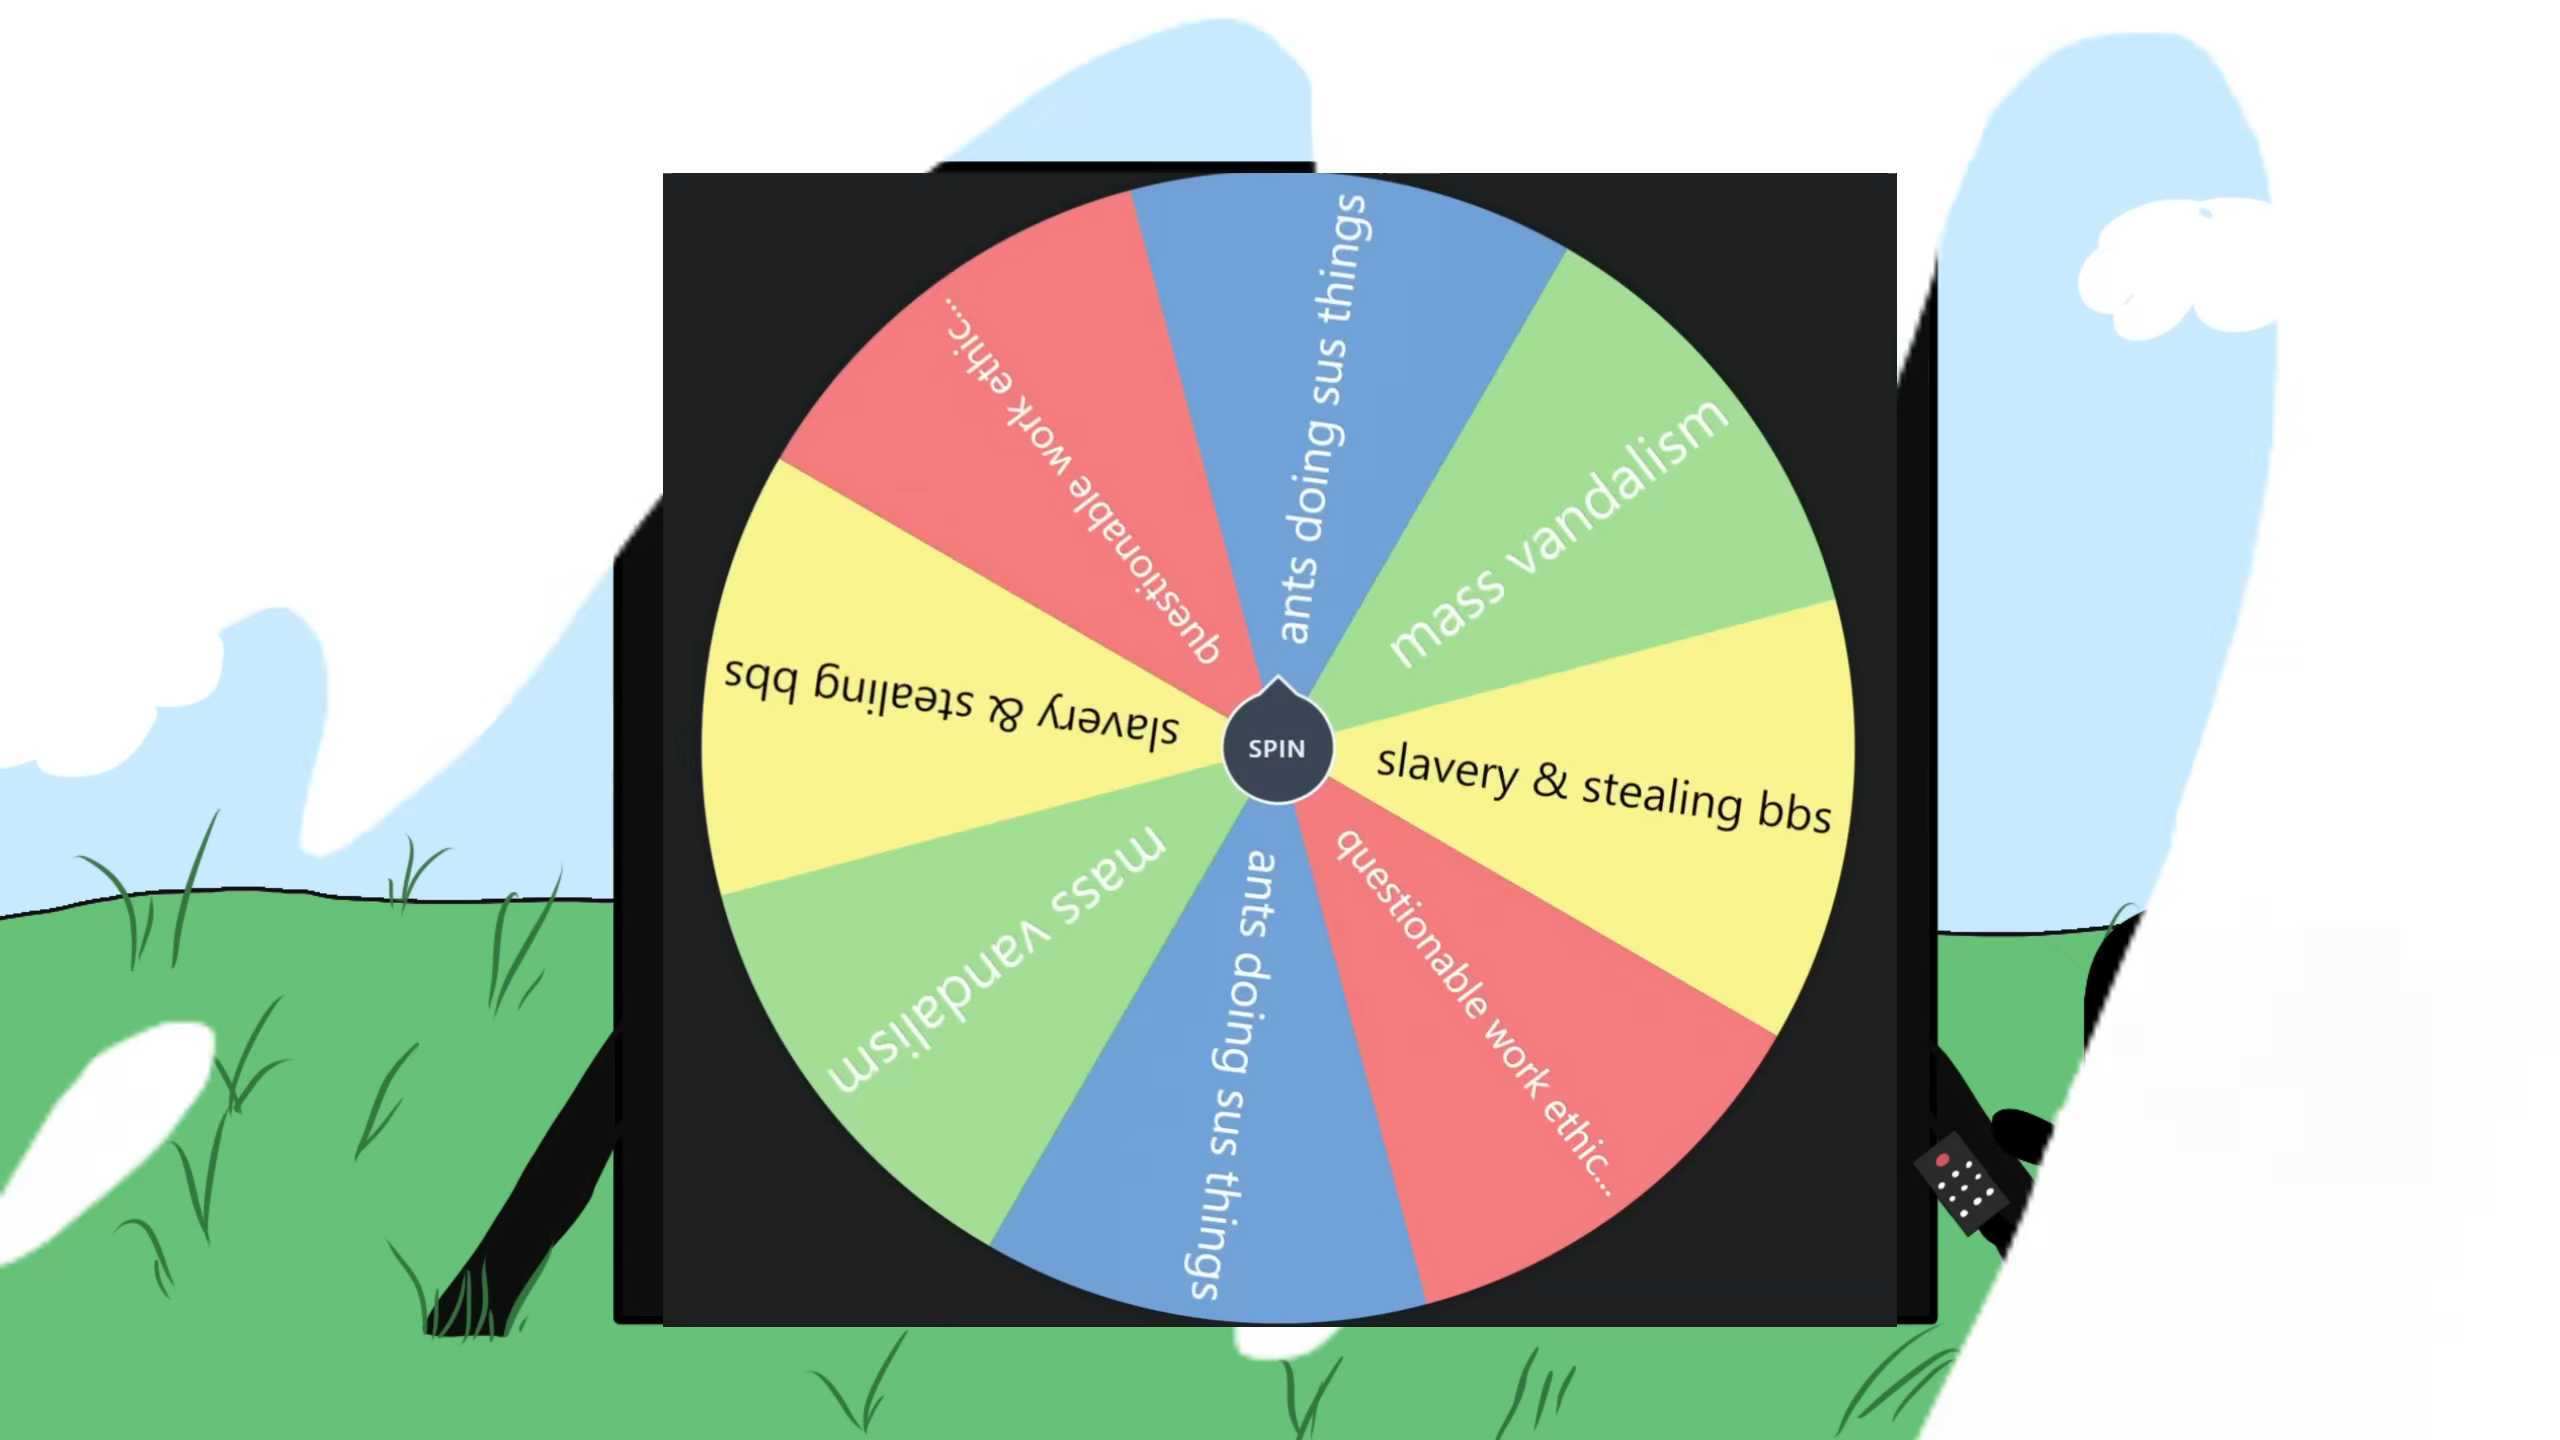 ants doing sus things
mass vandalism
slavery & stealing bbs
questionable work ethic...
ants doing sus things
mass vandalism
slavery & stealing bbs
questionable work ethic...
SPIN